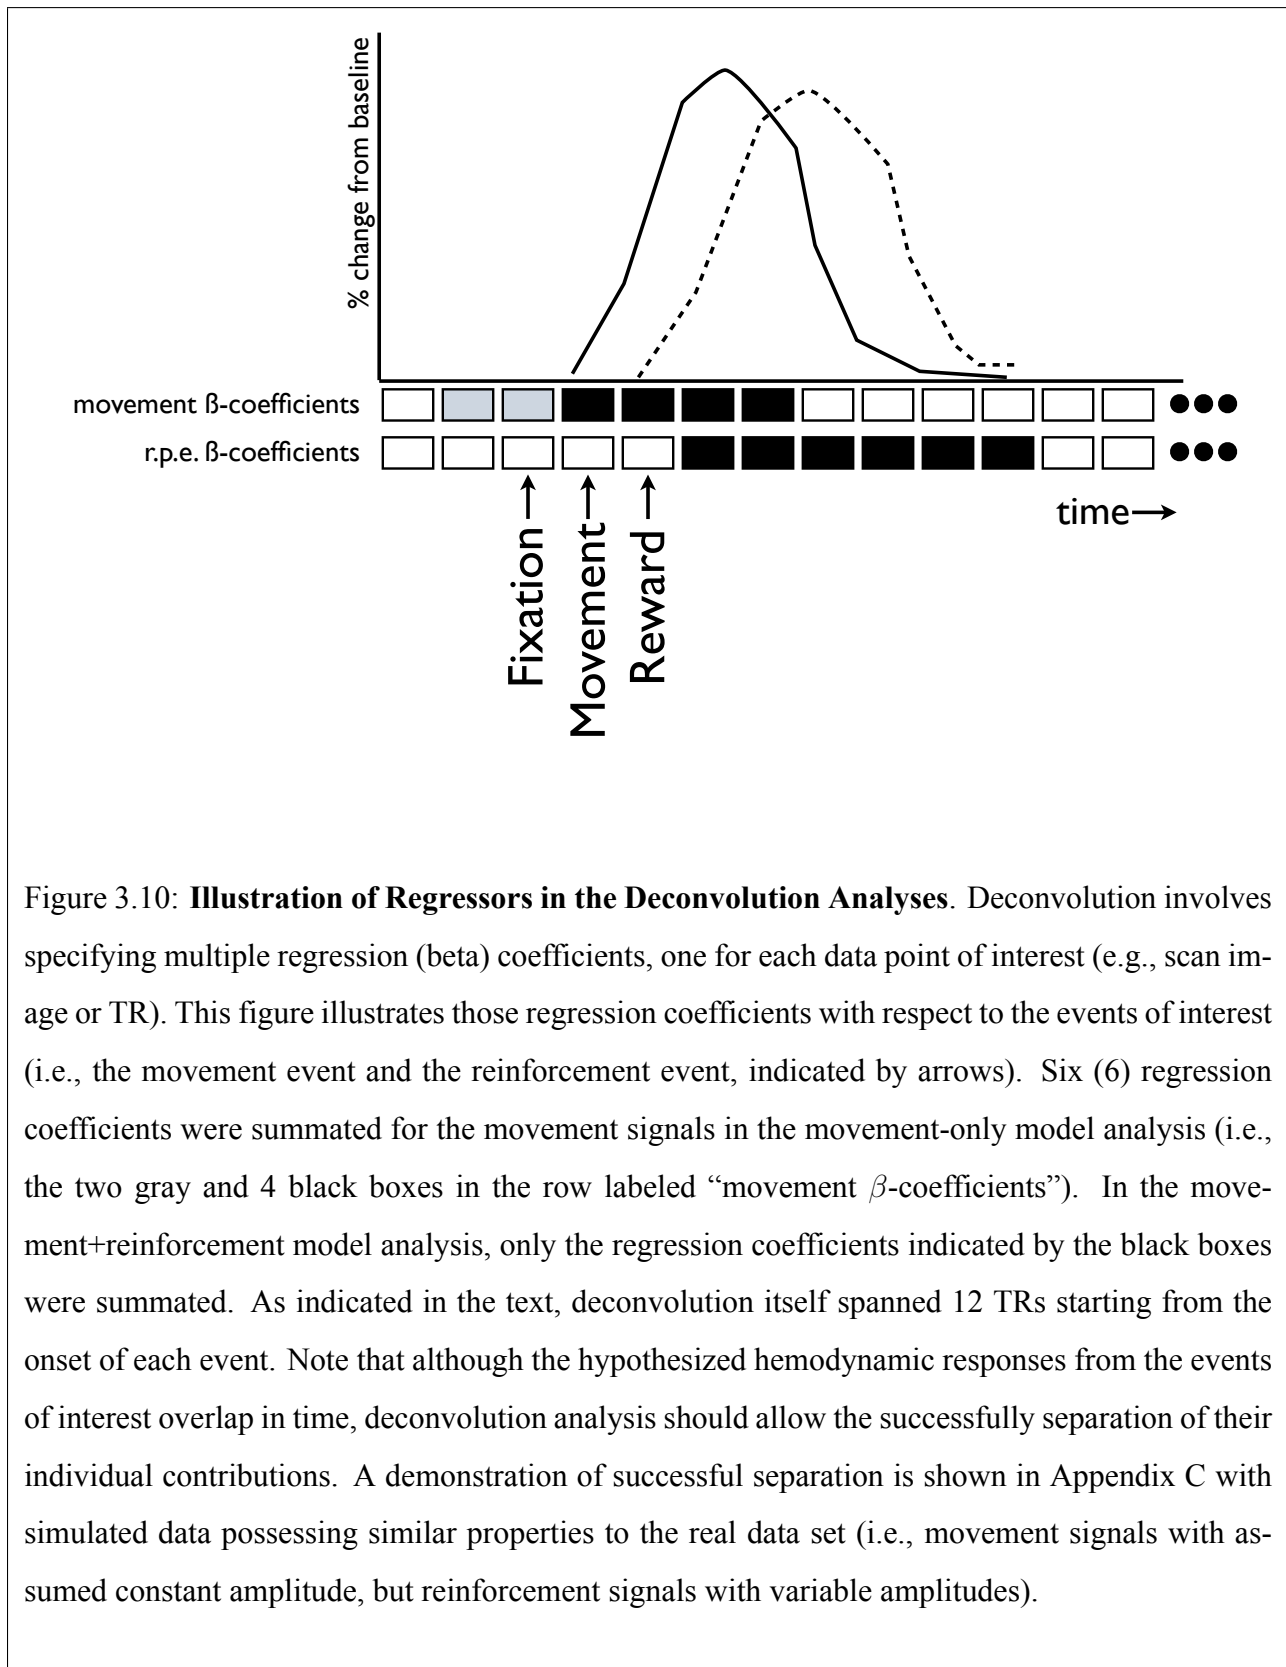 % change from baseline
movement ß-coefficients
r.p.e. ß-coefficients
time
Fixation
Movement
Reward
Figure 3.10: Illustration of Regressors in the Deconvolution Analyses. Deconvolution involves
specifying multiple regression (beta) coefficients, one for each data point of interest (e.g., scan im-
age or TR). This figure illustrates those regression coefficients with respect to the events of interest
(i.e., the movement event and the reinforcement event, indicated by arrows). Six (6) regression
coefficients were summated for the movement signals in the movement-only model analysis (i.e.,
the two gray and 4 black boxes in the row labeled “movement β-coefficients”). In the move-
ment+reinforcement model analysis, only the regression coefficients indicated by the black boxes
were summated. As indicated in the text, deconvolution itself spanned 12 TRs starting from the
onset of each event. Note that although the hypothesized hemodynamic responses from the events
of interest overlap in time, deconvolution analysis should allow the successfully separation of their
individual contributions. A demonstration of successful separation is shown in Appendix C with
simulated data possessing similar properties to the real data set (i.e., movement signals with as-
sumed constant amplitude, but reinforcement signals with variable amplitudes).